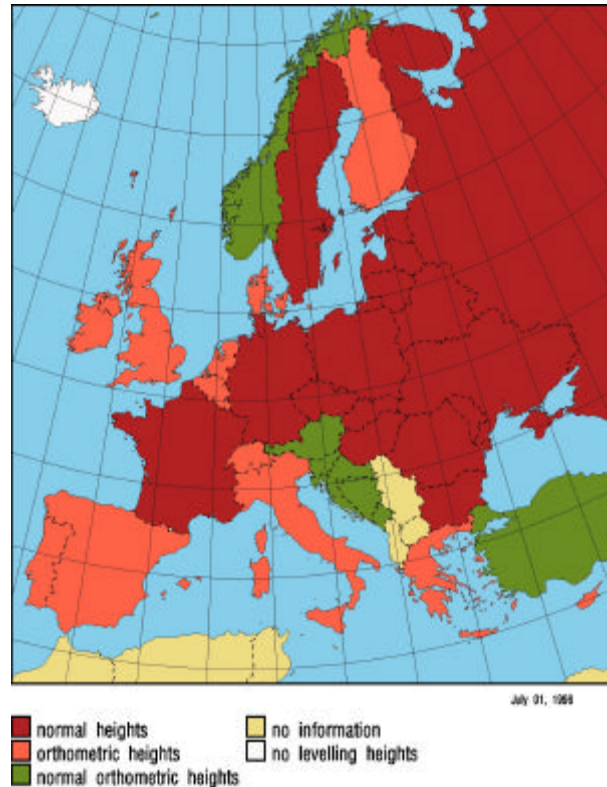 July 01, 1998
normal heights
orthometric heights
normal orthometric heights
no information
no levelling heights